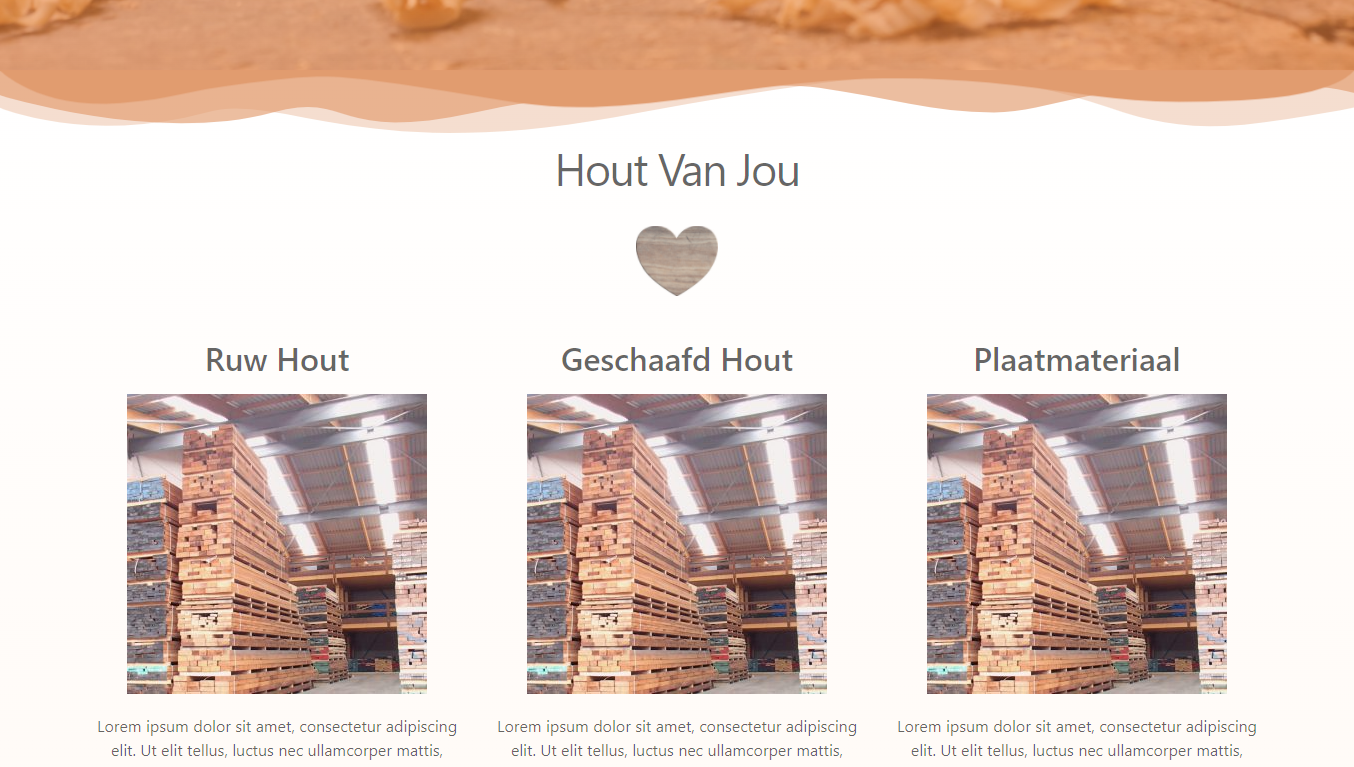 Hout Van Jou
Ruw Hout
Geschaafd Hout
Plaatmateriaal
Lorem ipsum dolor sit amet, consectetur adipiscing
elit. Ut elit tellus, luctus nec ullamcorper mattis,
Lorem ipsum dolor sit amet, consectetur adipiscing
elit. Ut elit tellus, luctus nec ullamcorper mattis,
Lorem ipsum dolor sit amet, consectetur adipiscing
elit. Ut elit tellus, luctus nec ullamcorper mattis,